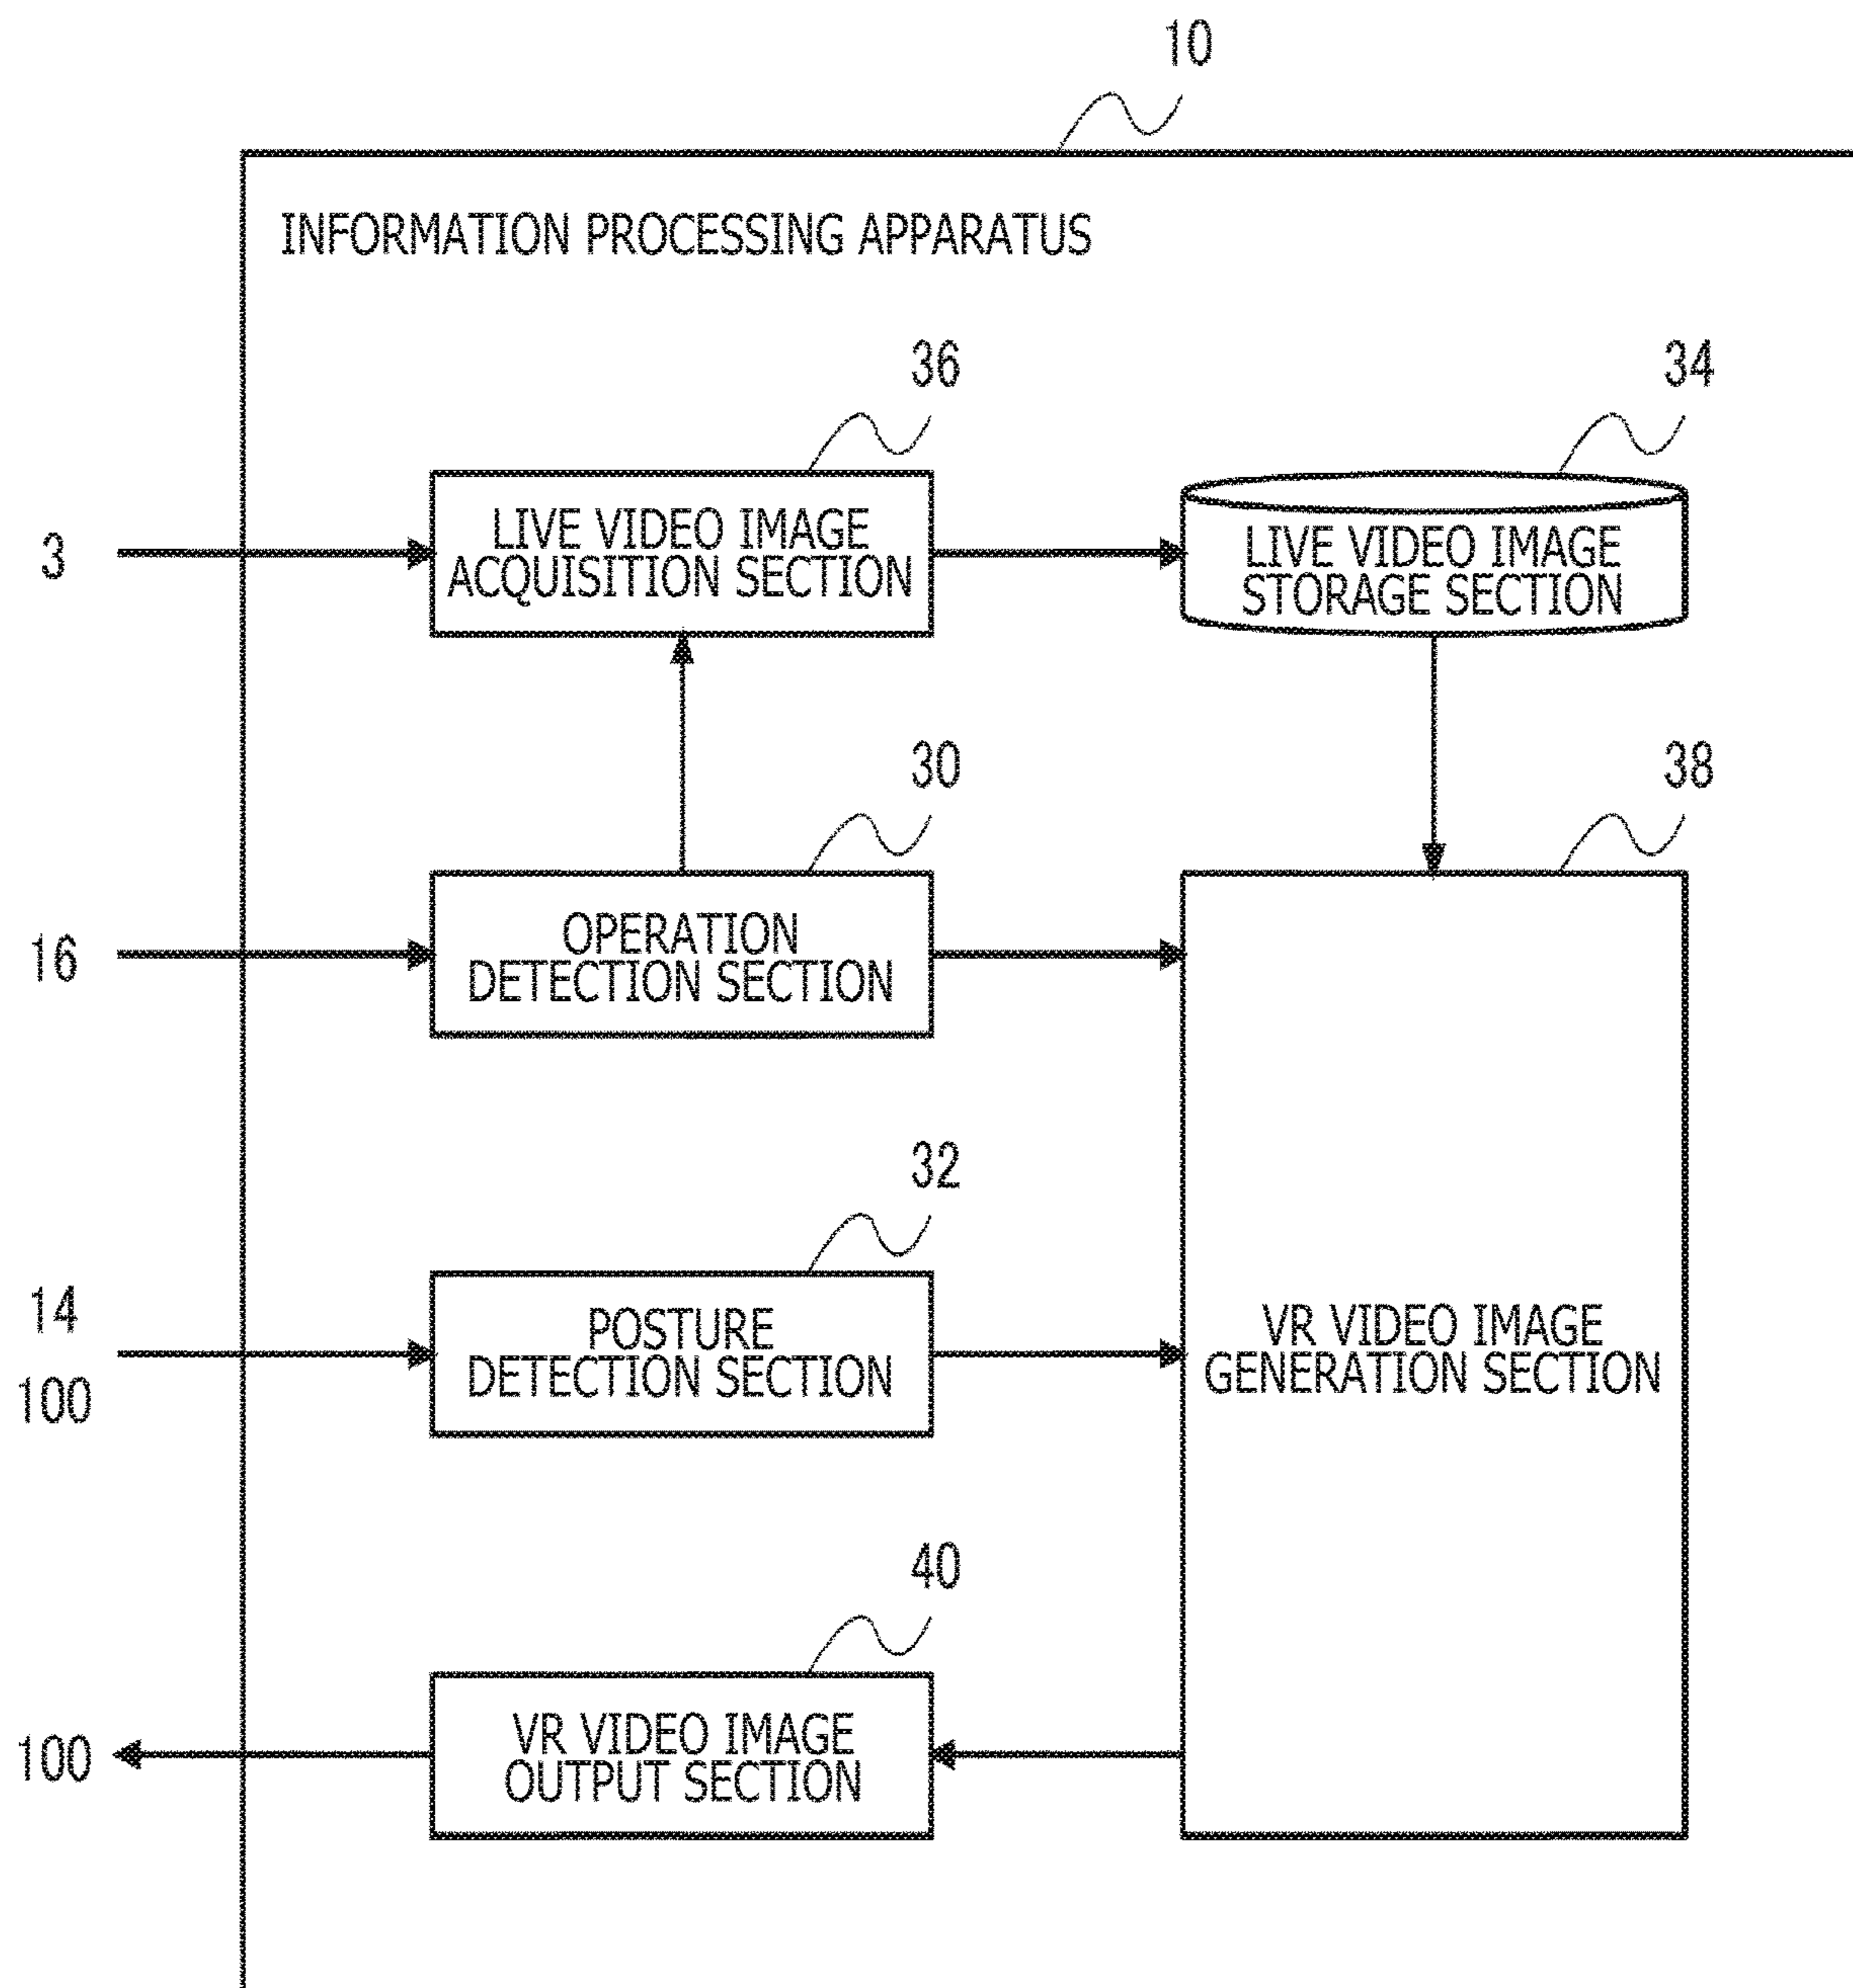 10
INFORMATION PROCESSING APPARATUS
36
34
3
LIVE VIDEO IMAGE
ACQUISITION SECTION
LIVE VIDEO IMAGE
STORAGE SECTION
30
38
16
OPERATION
DETECTION SECTION
32
14
100
POSTURE
DETECTION SECTION
VR VIDEO IMAGE
GENERATION SECTION
40
100
VR VIDEO IMAGE
OUTPUT SECTION